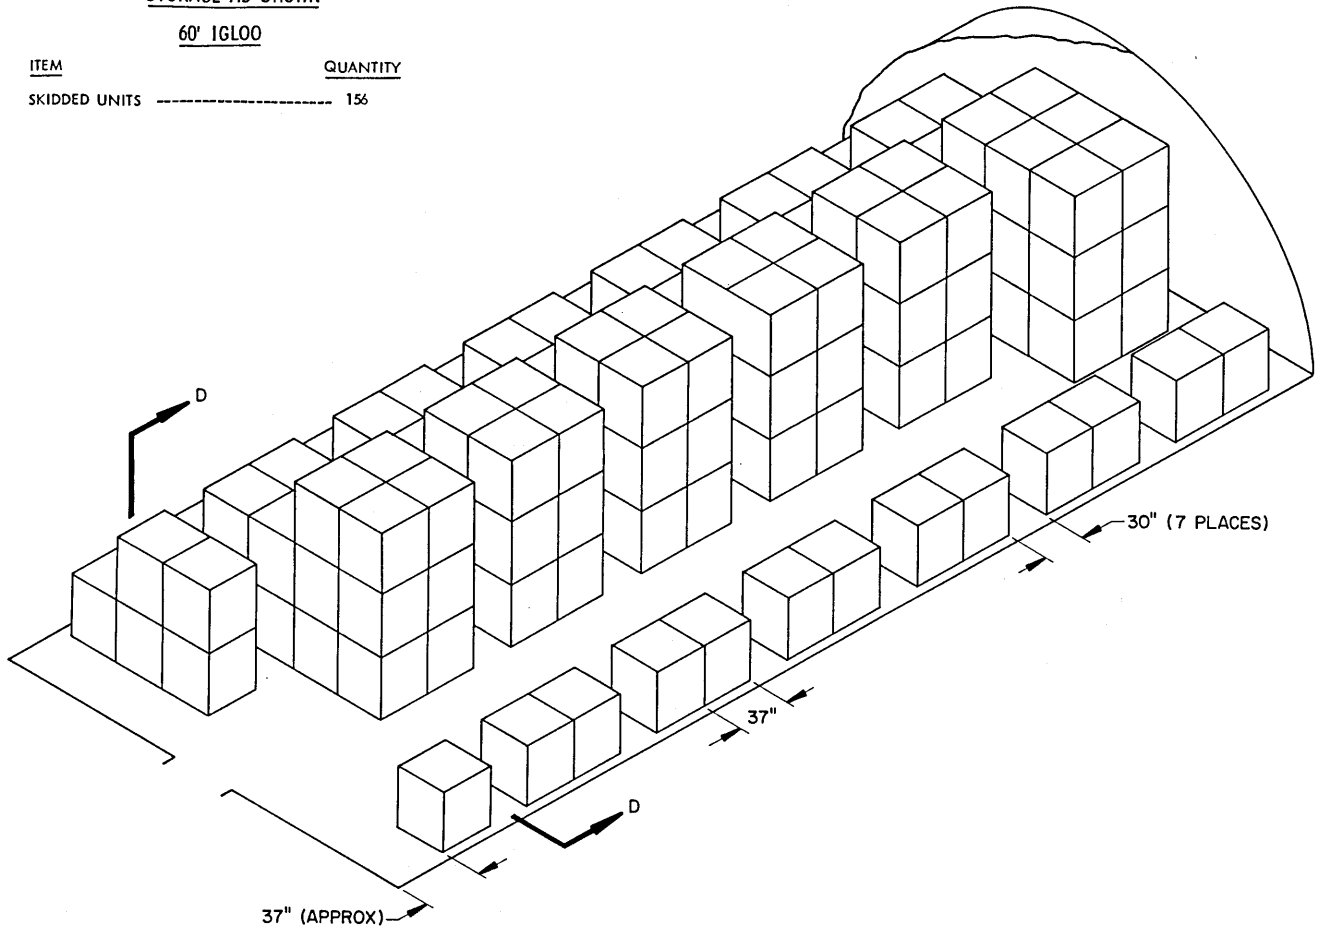 60' IGLOO
ITEM QUANTITY
SKIDDED UNITS ------------------------ 156
D
30" (7 PLACES)
37"
D
37" (APPROX)